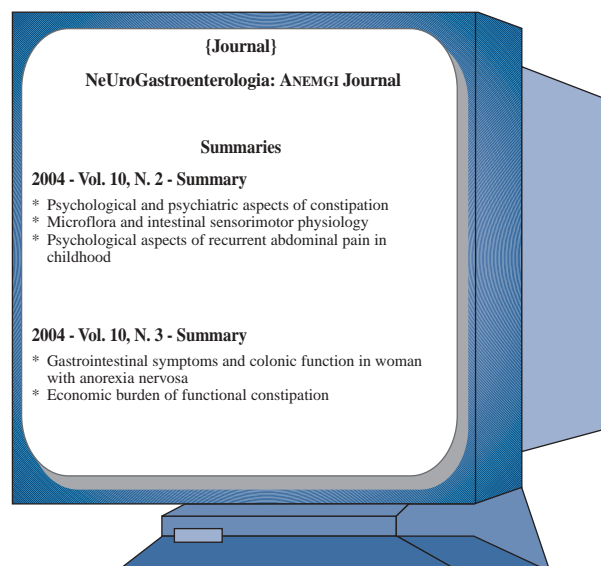 {Journal}
NeUroGastroenterologia: ANEMGI Journal
Summaries
2004 - Vol. 10, N. 2 - Summary
* Psychological and psychiatric aspects of constipation
* Microflora and intestinal sensorimotor physiology
* Psychological aspects of recurrent abdominal pain in
childhood
2004 - Vol. 10, N. 3 - Summary
* Gastrointestinal symptoms and colonic function in woman
with anorexia nervosa
* Economic burden of functional constipation